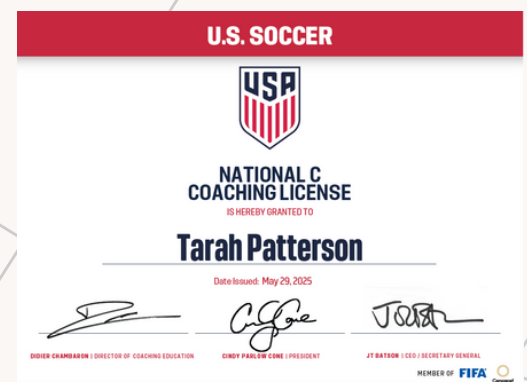 U.S. SOCCER
USA
NATIONAL C
COACHING LICENSE
IS HEREBY GRANTED TO
Tarah Patterson
Date Issued: May 29, 2025
DIDIER CHAMBARON | DIRECTOR OF COACHING EDUCATION
CINDY PARLOW CONE | PRESIDENT
JT BATSON | CEO / SECRETARY GENERAL
MEMBER OF FIFA